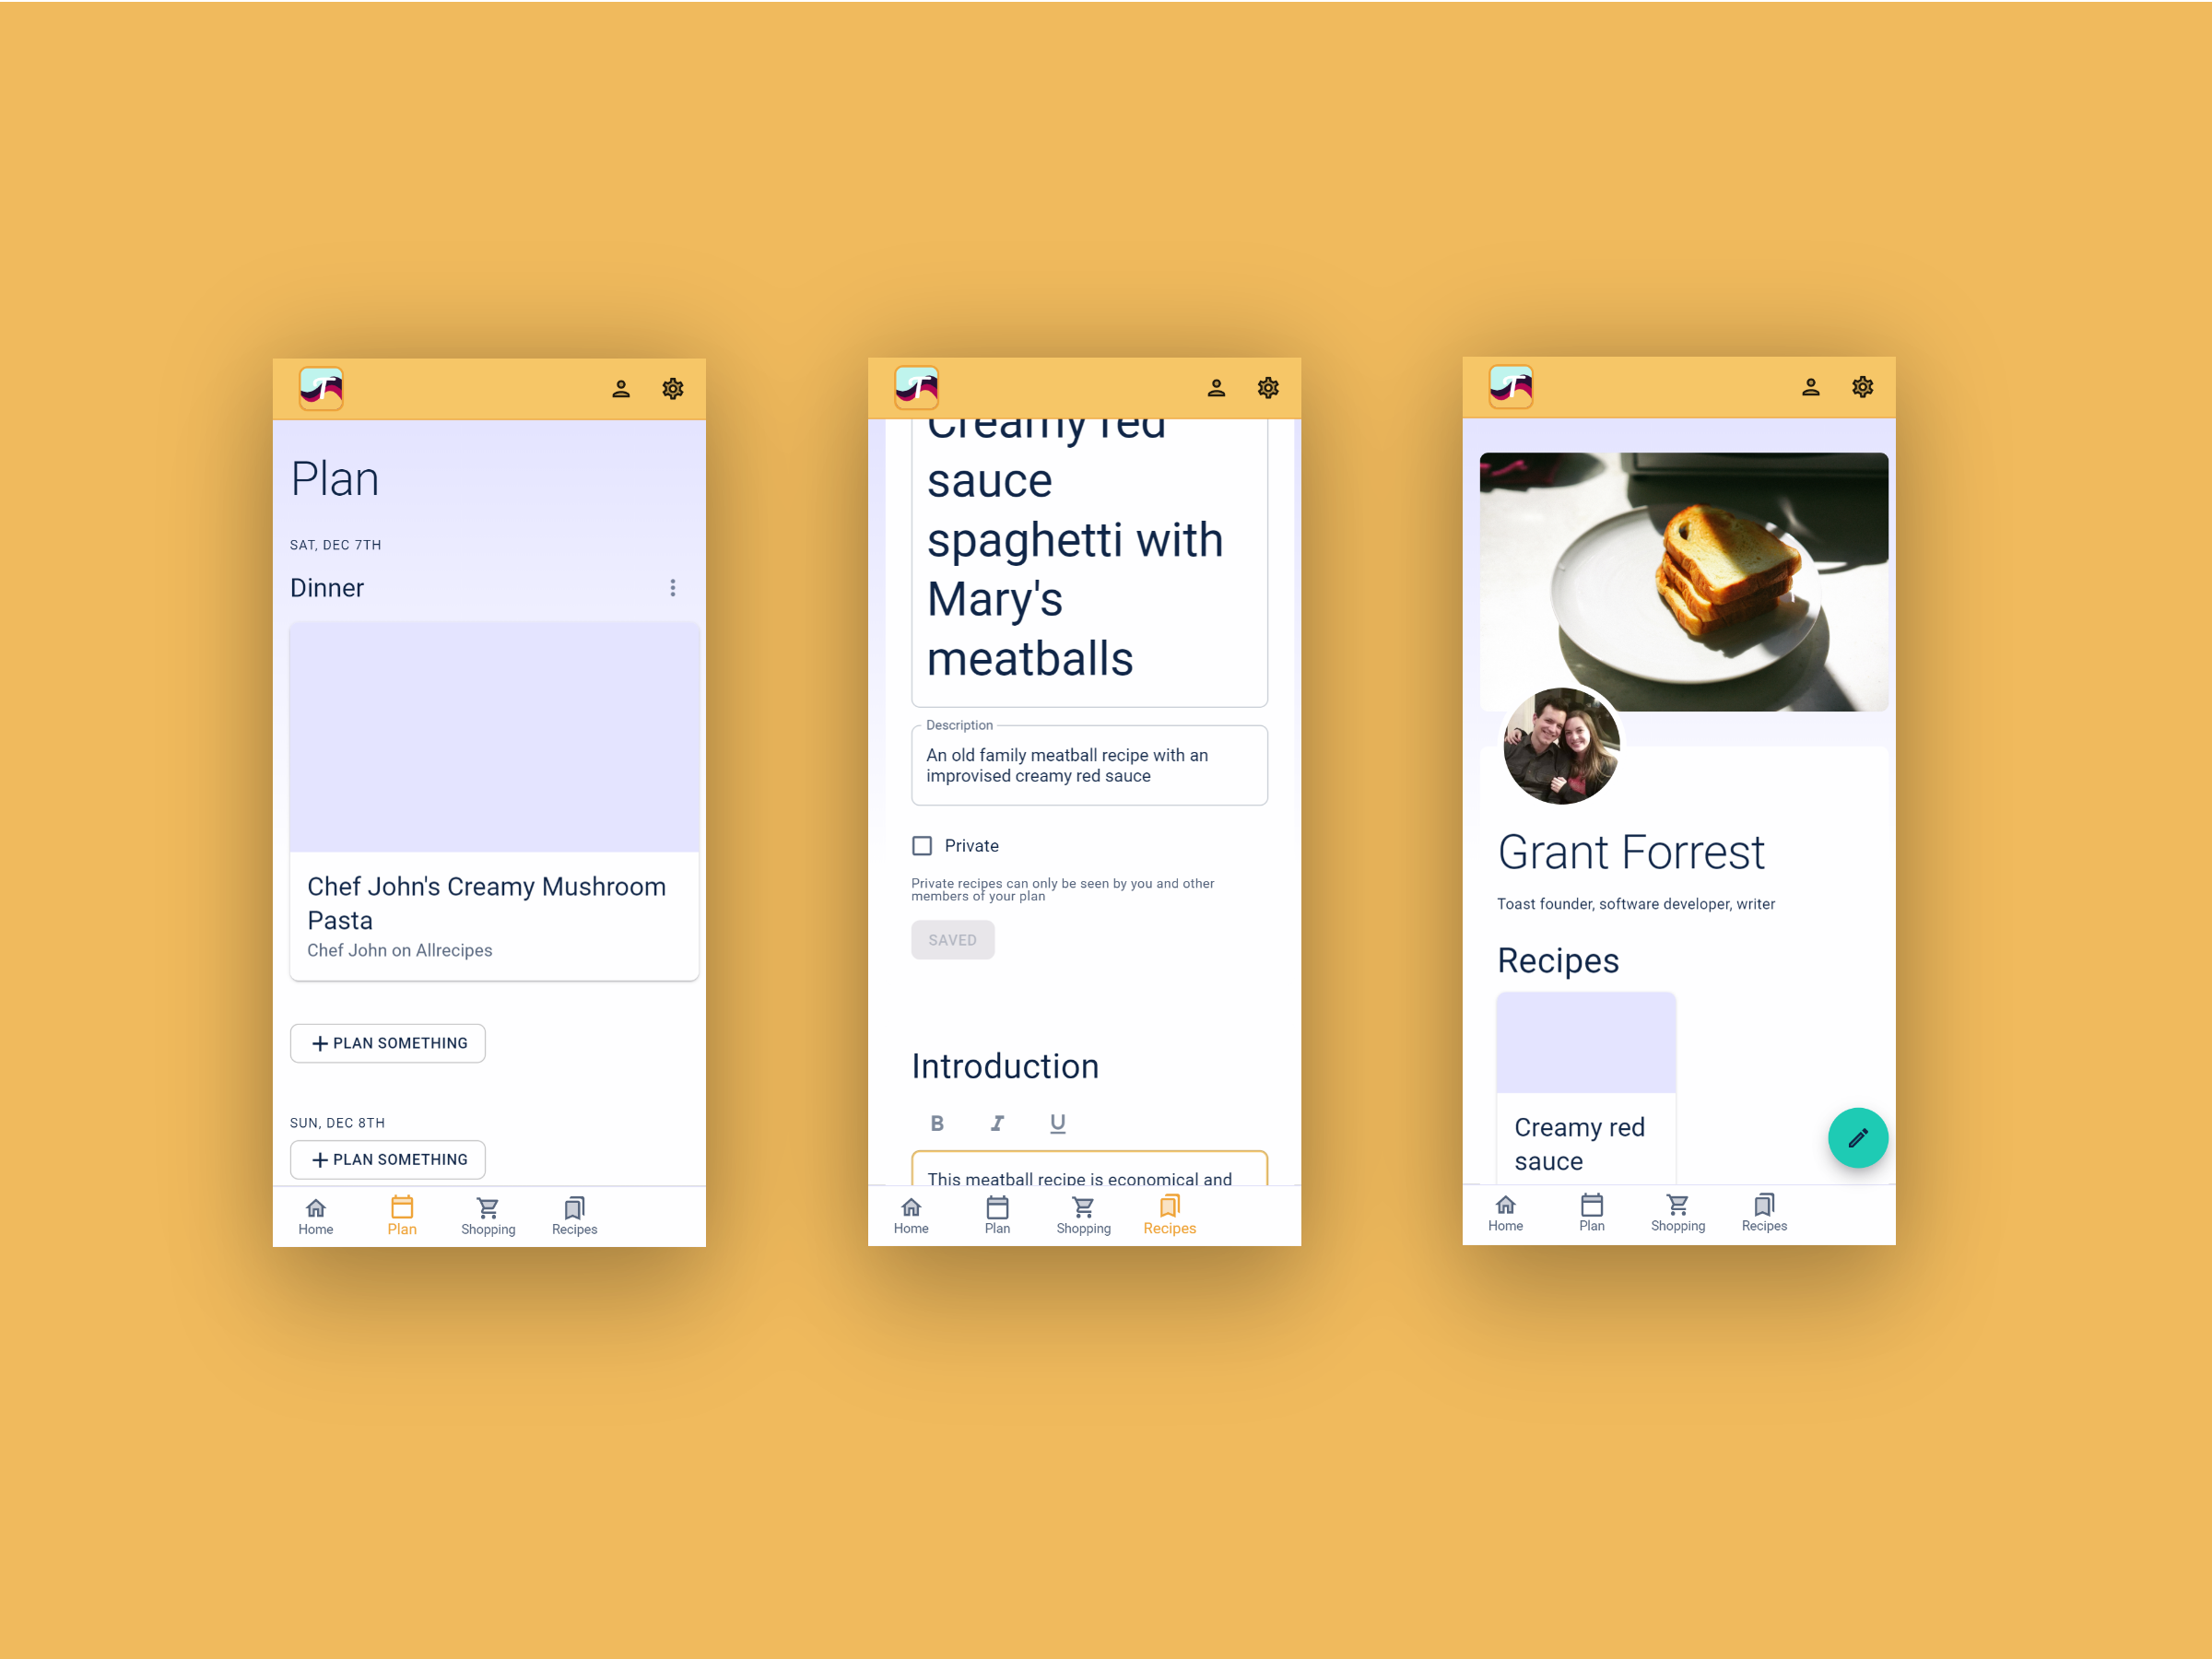 Plan
SAT, DEC 7TH
Dinner
Chef John's Creamy Mushroom
Pasta
Chef John on Allrecipes
PLAN SOMETHING
SUN, DEC 8TH
PLAN SOMETHING
Home Plan Shopping Recipes
T
Creamy red
sauce
spaghetti with
Mary's
meatballs
Description
An old family meatball recipe with an
improvised creamy red sauce
Private
Private recipes can only be seen by you and other
members of your plan
SAVED
Introduction
B I U
This meatball recipe is economical and
Home Plan Shopping Recipes
Grant Forrest
Toast founder, software developer, writer
Recipes
Creamy red
sauce
Home Plan Shopping Recipes